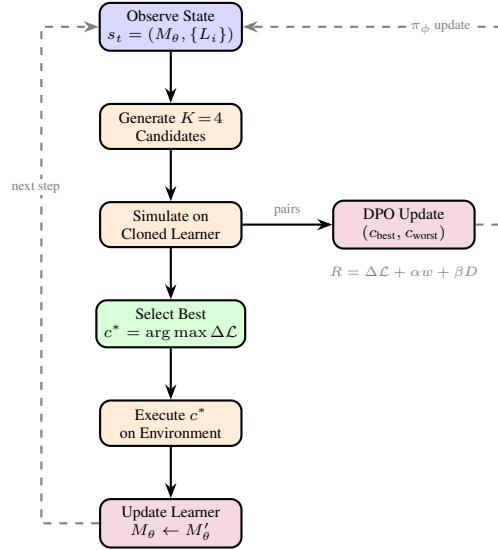 Observe State
s_t = (M_θ, {L_i})
π_ϕ update
Generate K = 4
Candidates
next step
Simulate on
Cloned Learner
pairs
DPO Update
(c_best, c_worst)
R = Δℒ + αw + βD
Select Best
c* = arg max Δℒ
Execute c*
on Environment
Update Learner
M_θ ← M′_θ